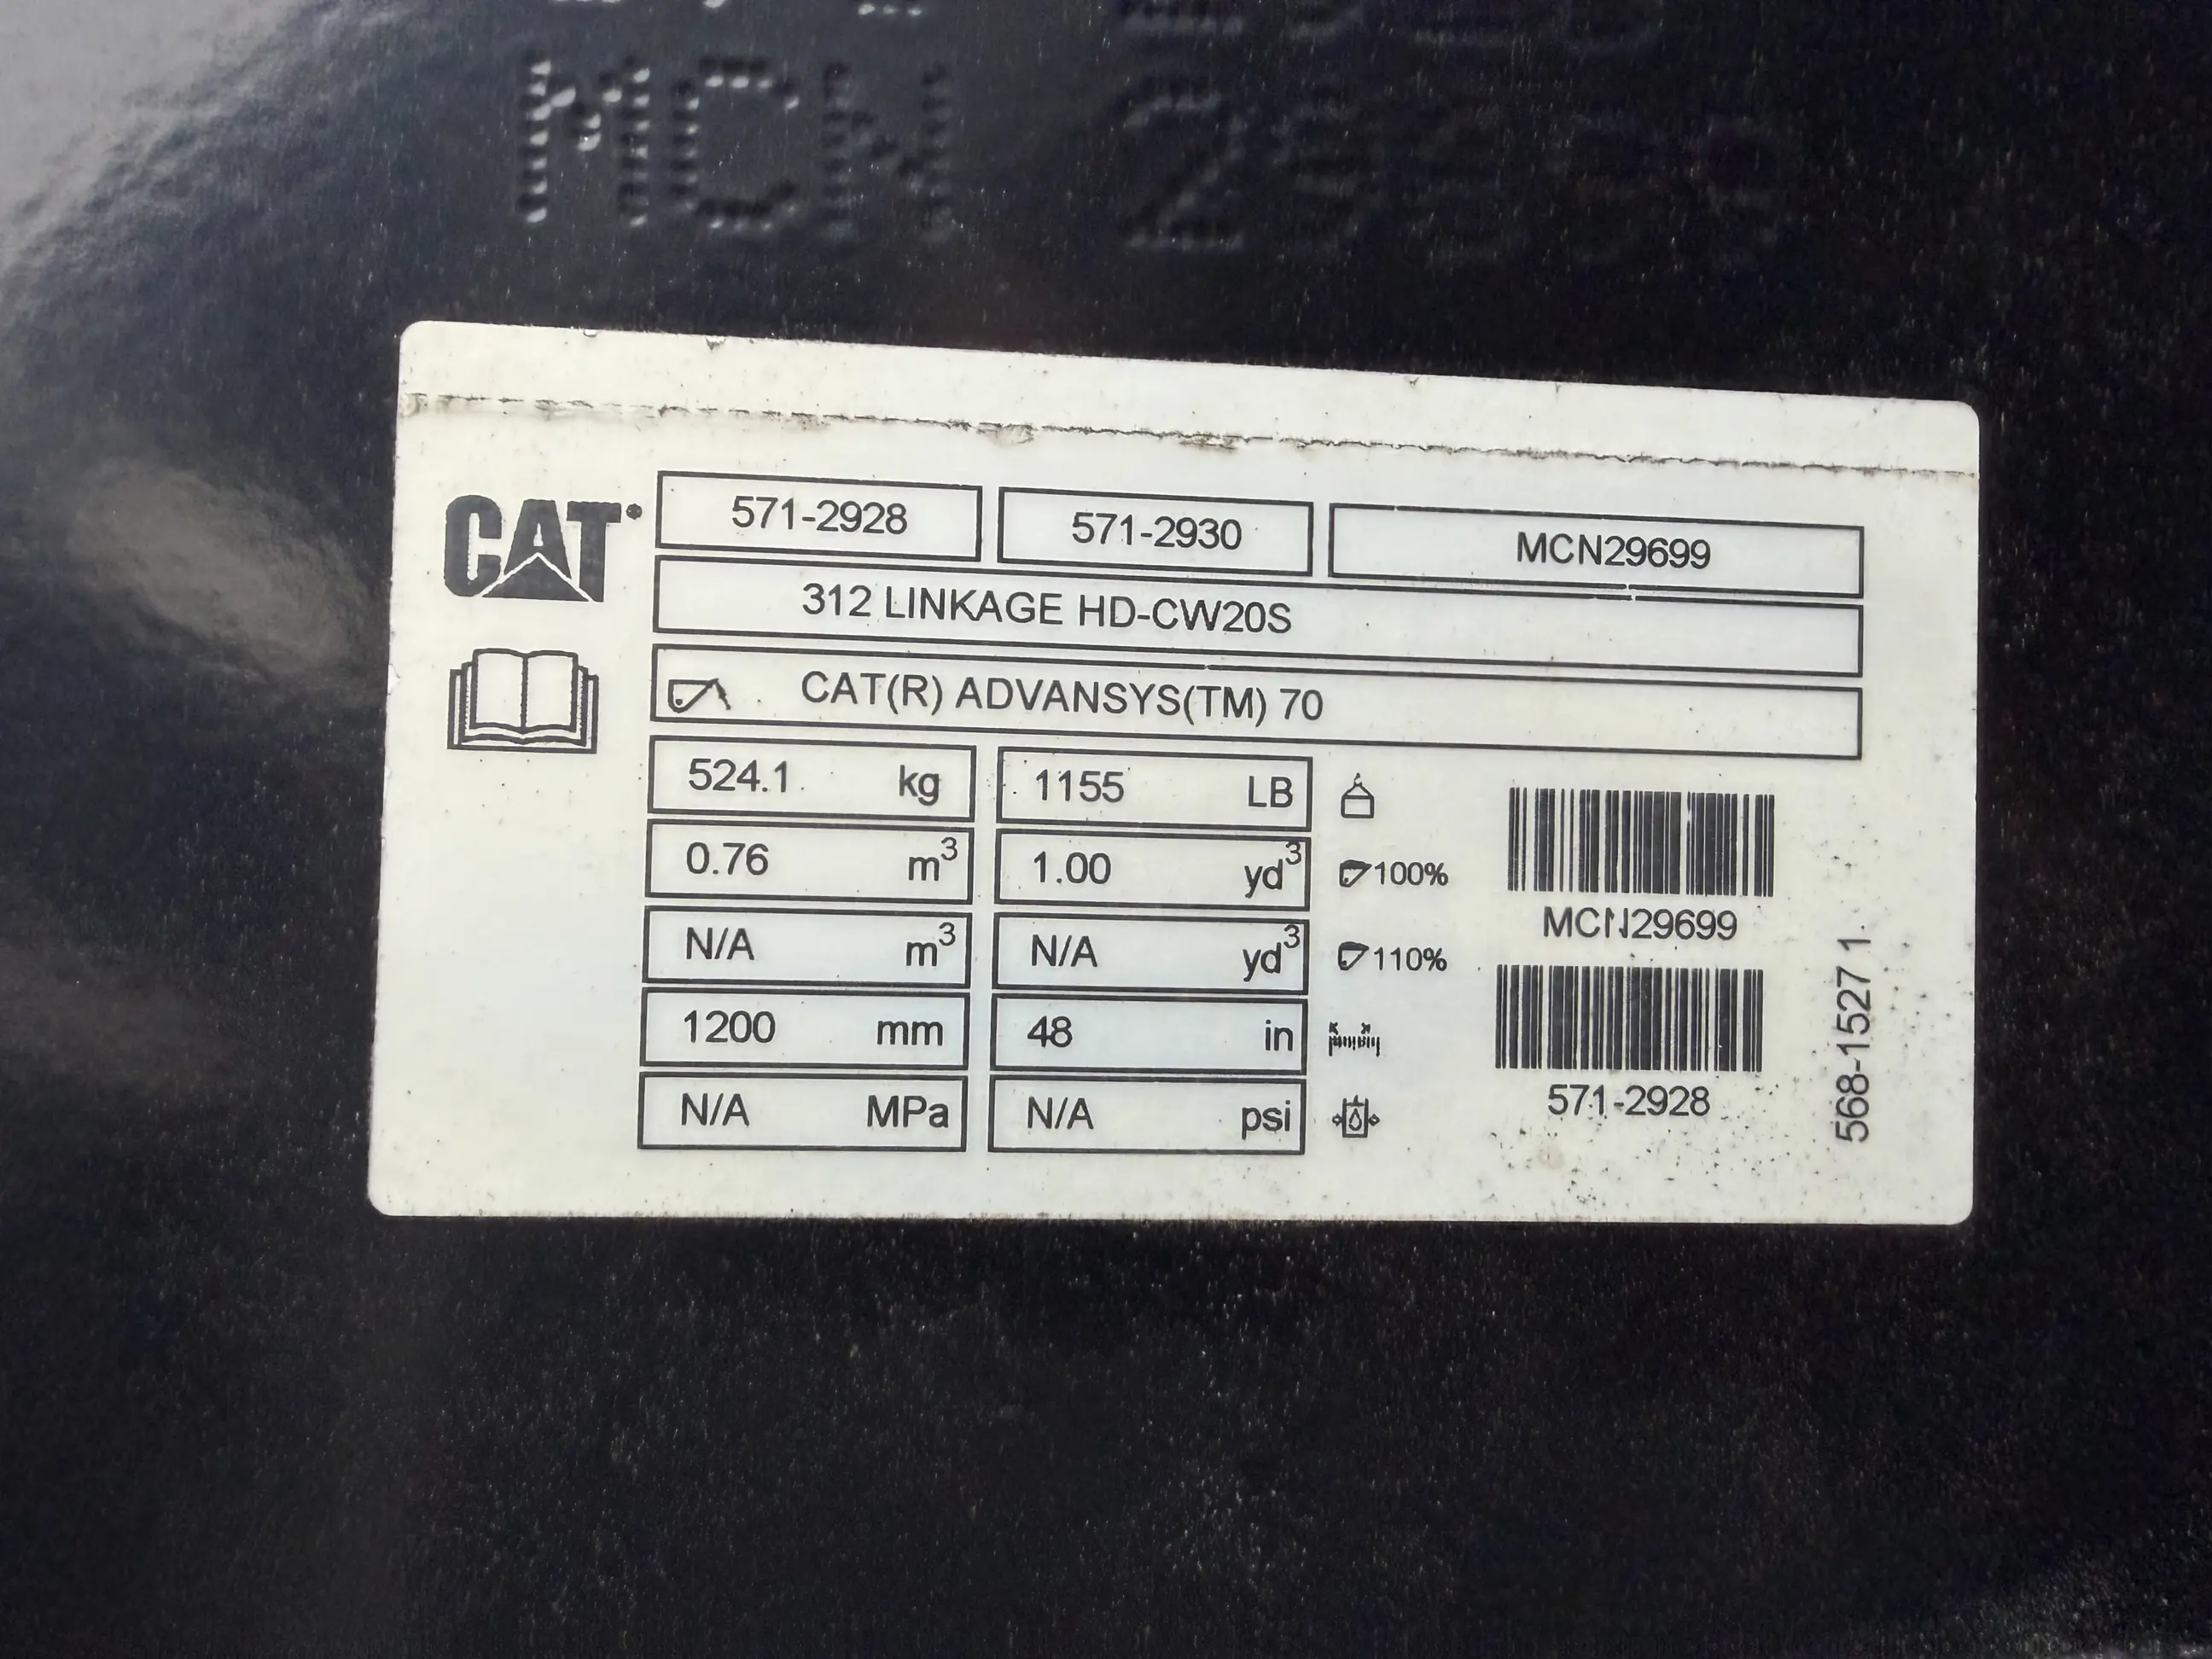 MCN 29699
CAT®
571-2928 571-2930 MCN29699
312 LINKAGE HD-CW20S
CAT(R) ADVANSYS(TM) 70
524.1 kg 1155 LB
0.76 m³ 1.00 yd³ 100%
N/A m³ N/A yd³ 110%
1200 mm 48 in
N/A MPa N/A psi
MCN29699
571-2928
568-1527 1